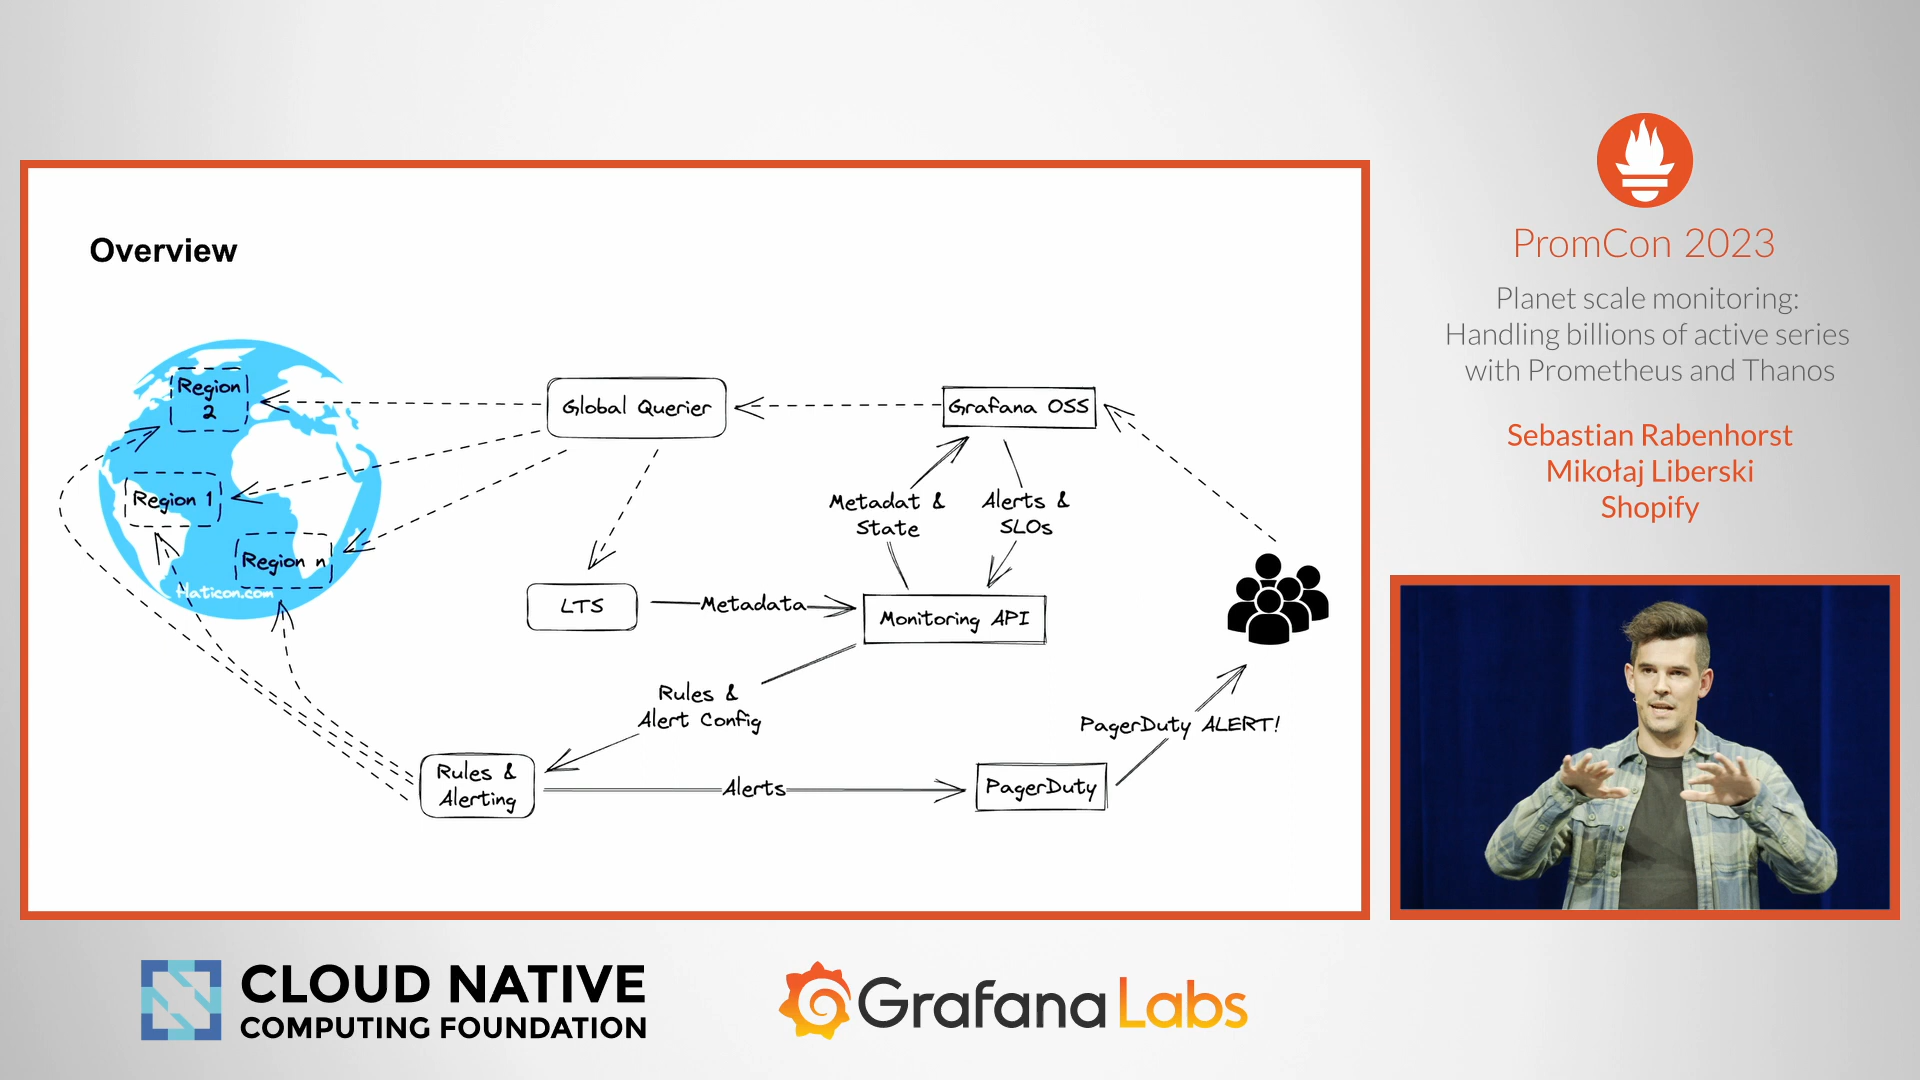 Overview
Region
2
Region 1
Region n
flaticon.com
Global Querier
Grafana OSS
Metadat &
State
Alerts &
SLOs
LTS
Metadata
Monitoring API
Rules &
Alert Config
PagerDuty ALERT!
Rules &
Alerting
Alerts
PagerDuty
PromCon 2023
Planet scale monitoring:
Handling billions of active series
with Prometheus and Thanos
Sebastian Rabenhorst
Mikołaj Liberski
Shopify
CLOUD NATIVE
COMPUTING FOUNDATION
Grafana Labs